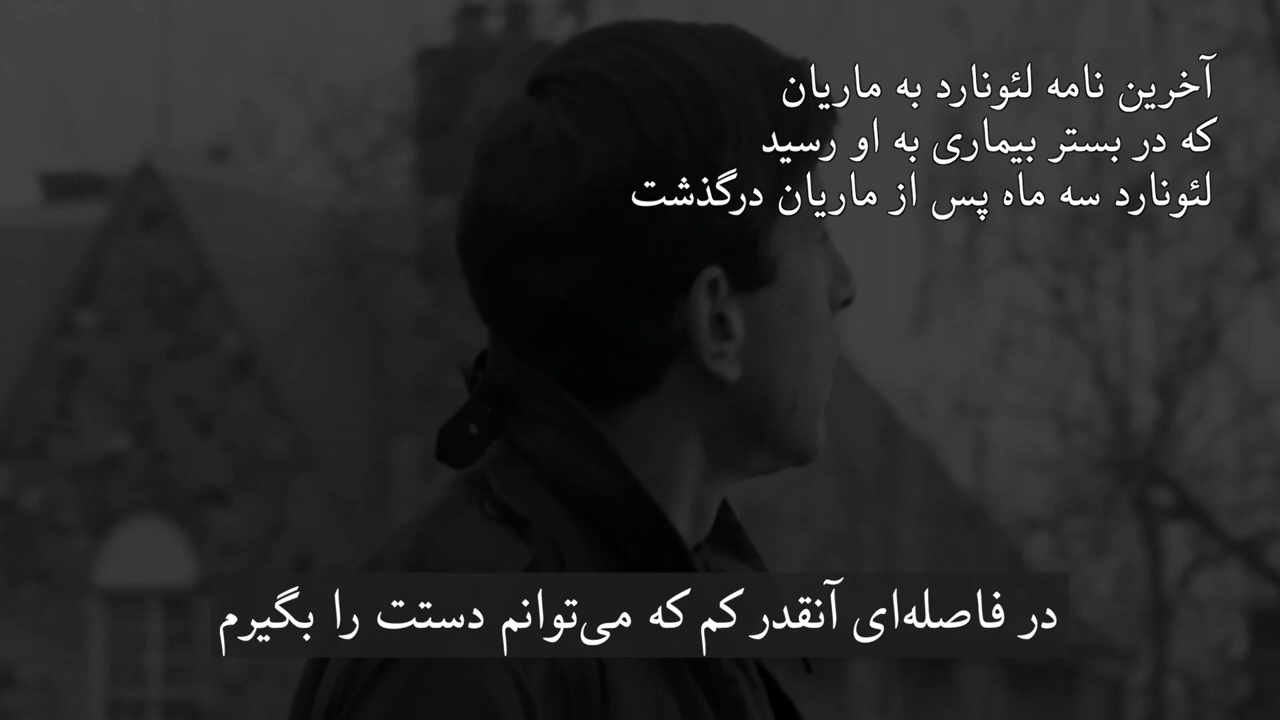 آخرین نامه لئونارد به ماریان
که در بستر بیماری به او رسید
لئونارد سه ماه پس از ماریان درگذشت
در فاصله‌ای آنقدر کم که می‌توانم دستت را بگیرم